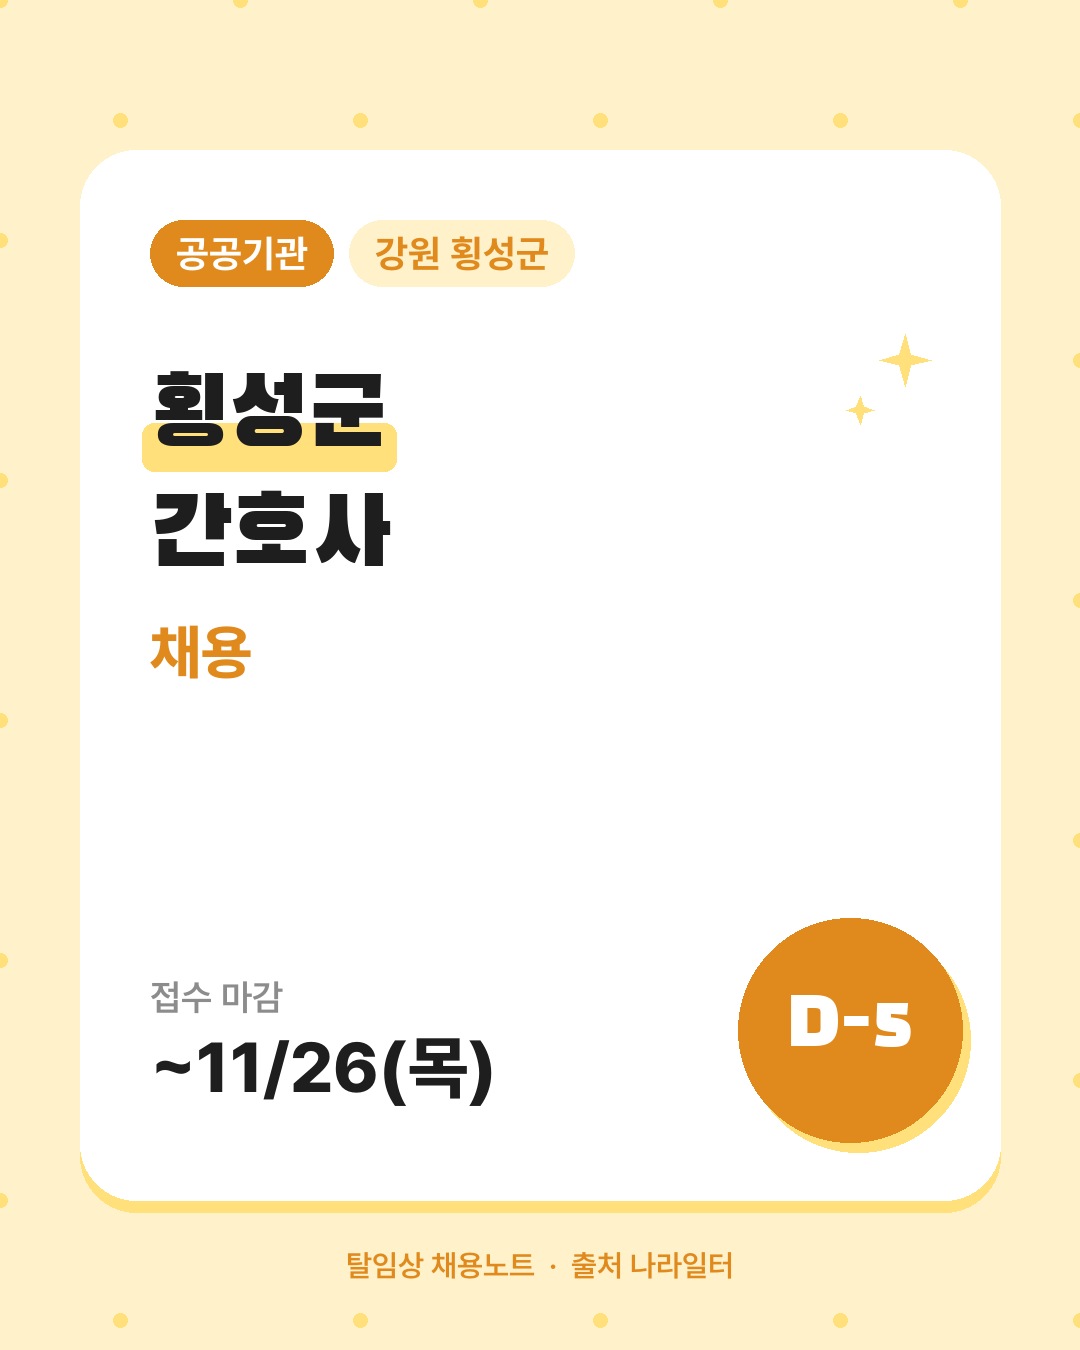 공공기관 강원 횡성군
횡성군
간호사
채용
접수 마감
~11/26(목)
D-5
탈임상 채용노트 · 출처 나라일터